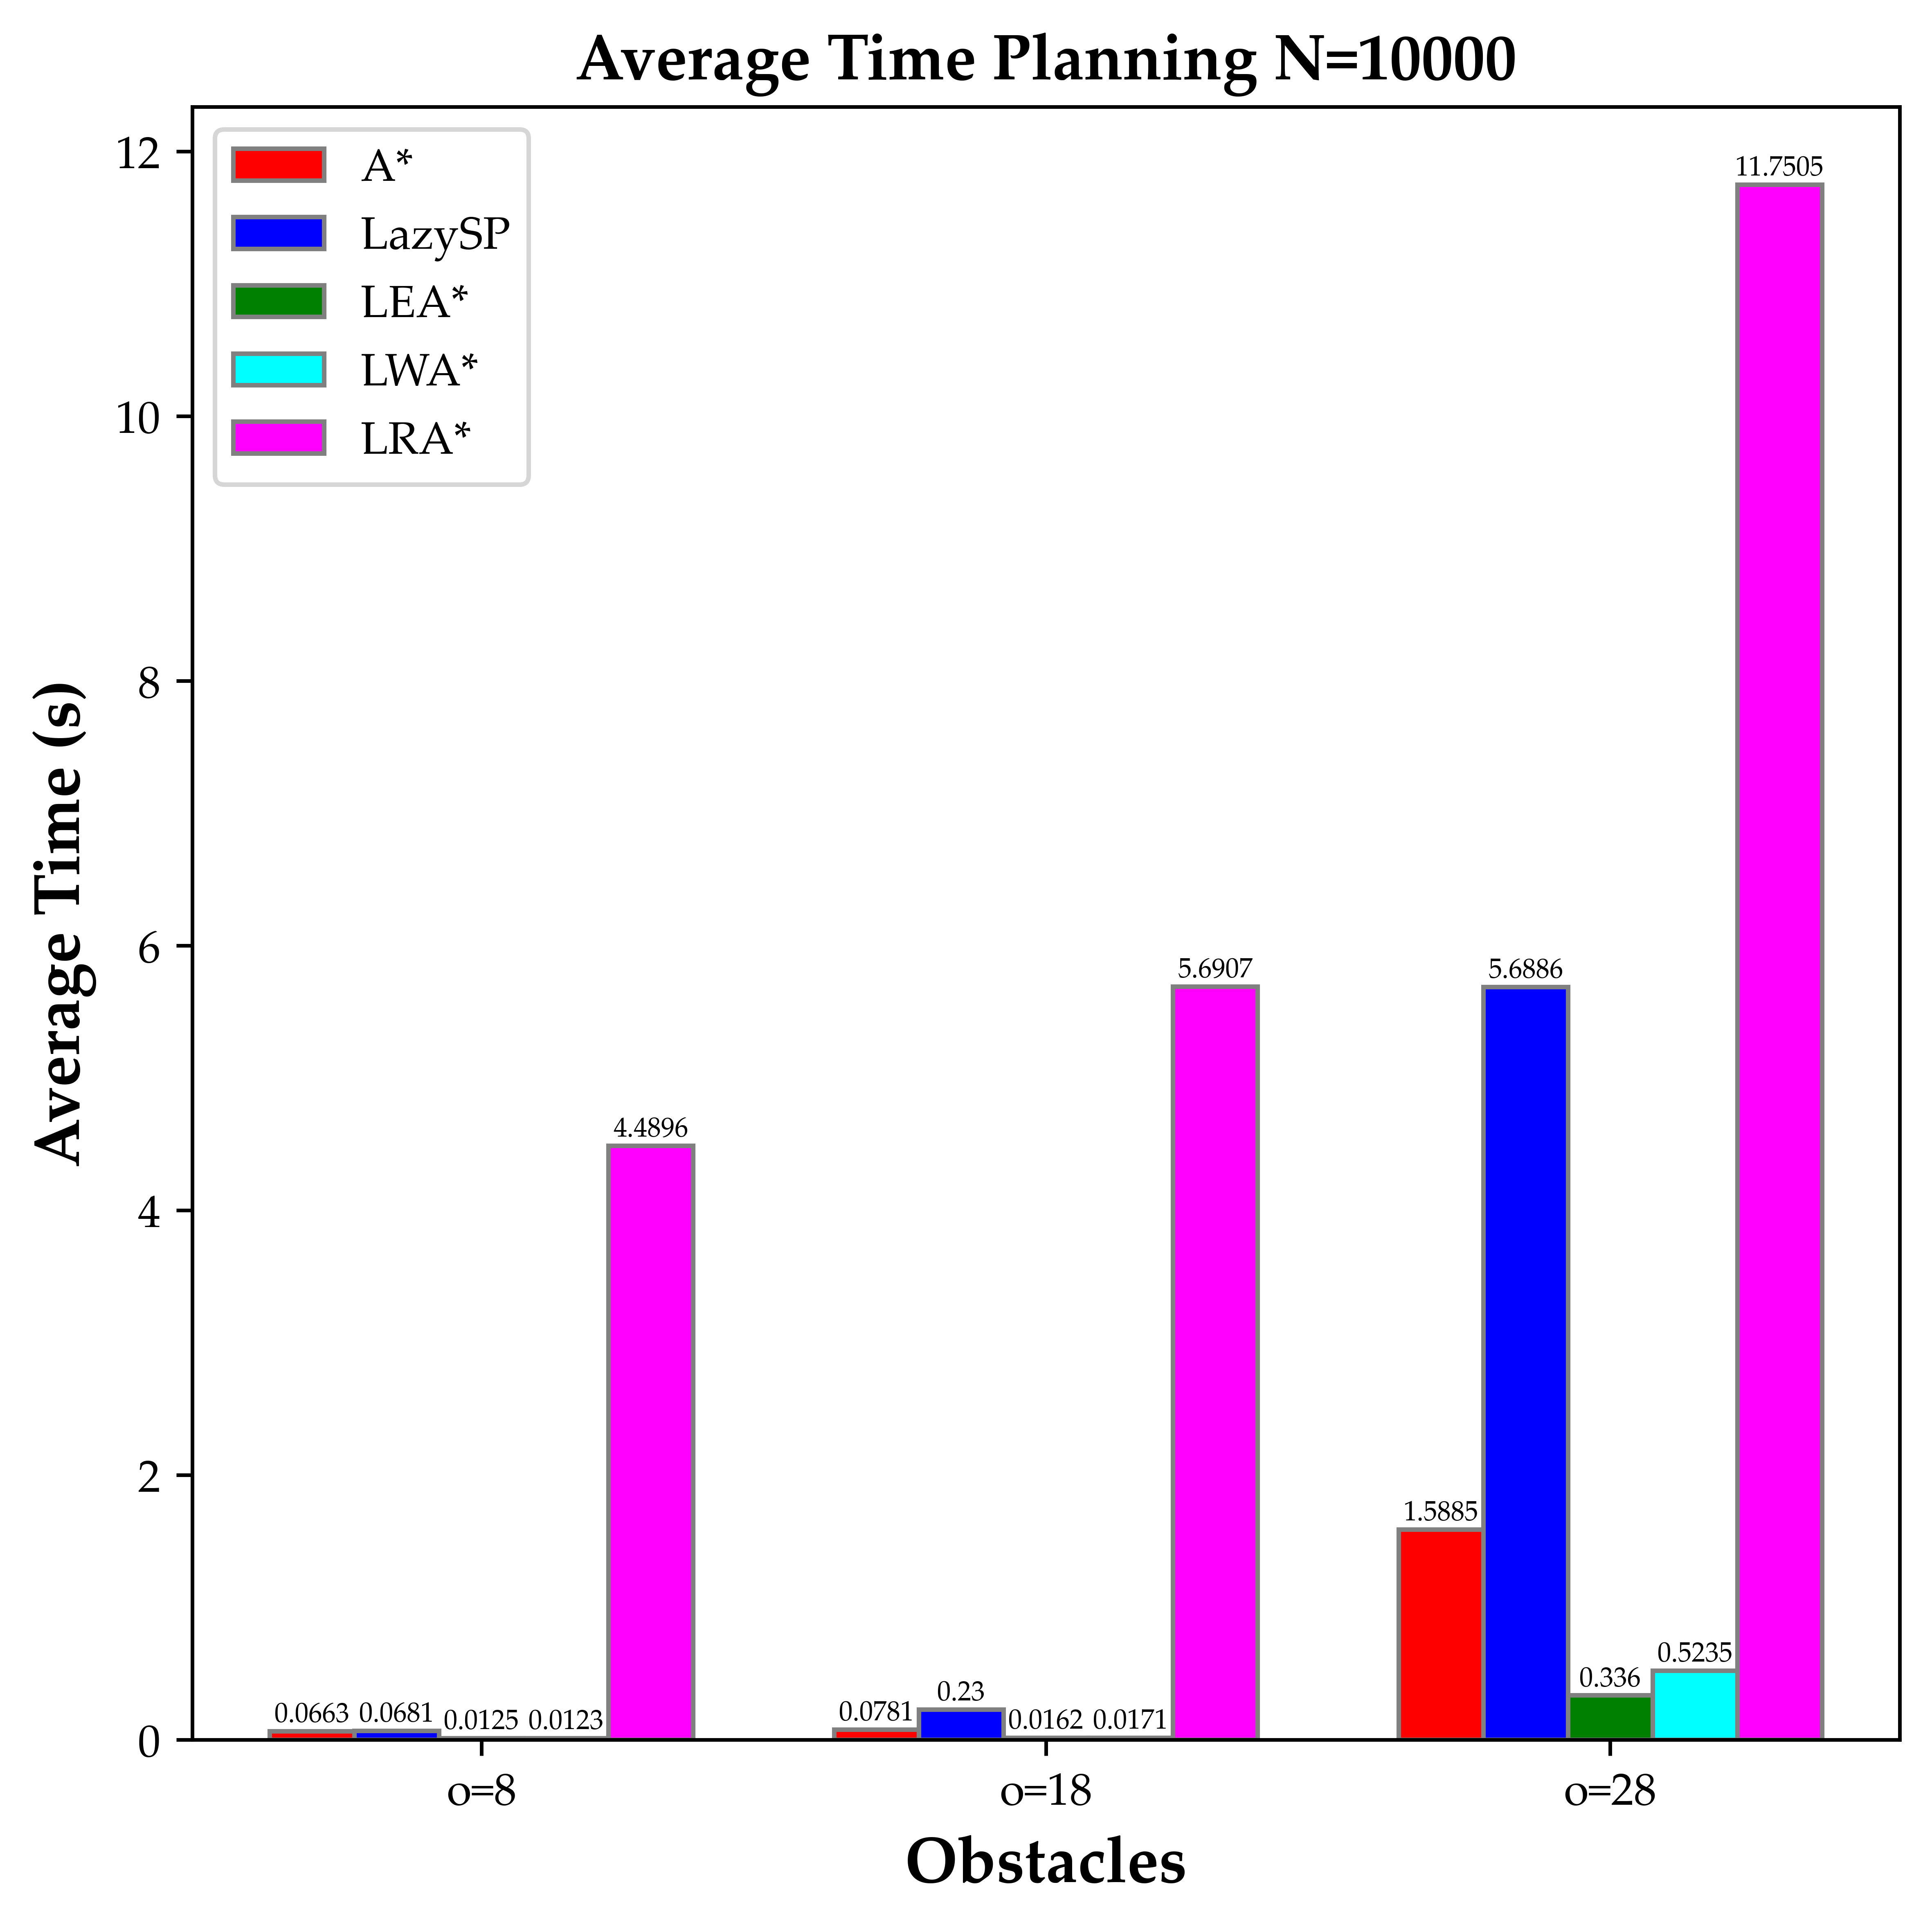 Average Time Planning N=10000
A*
LazySP
LEA*
LWA*
LRA*
12
10
8
6
4
2
0
Average Time (s)
0.0663 0.0681 0.0125 0.0123 4.4896
0.0781 0.23 0.0162 0.0171 5.6907
1.5885 5.6886 0.336 0.5235 11.7505
o=8 o=18 o=28
Obstacles